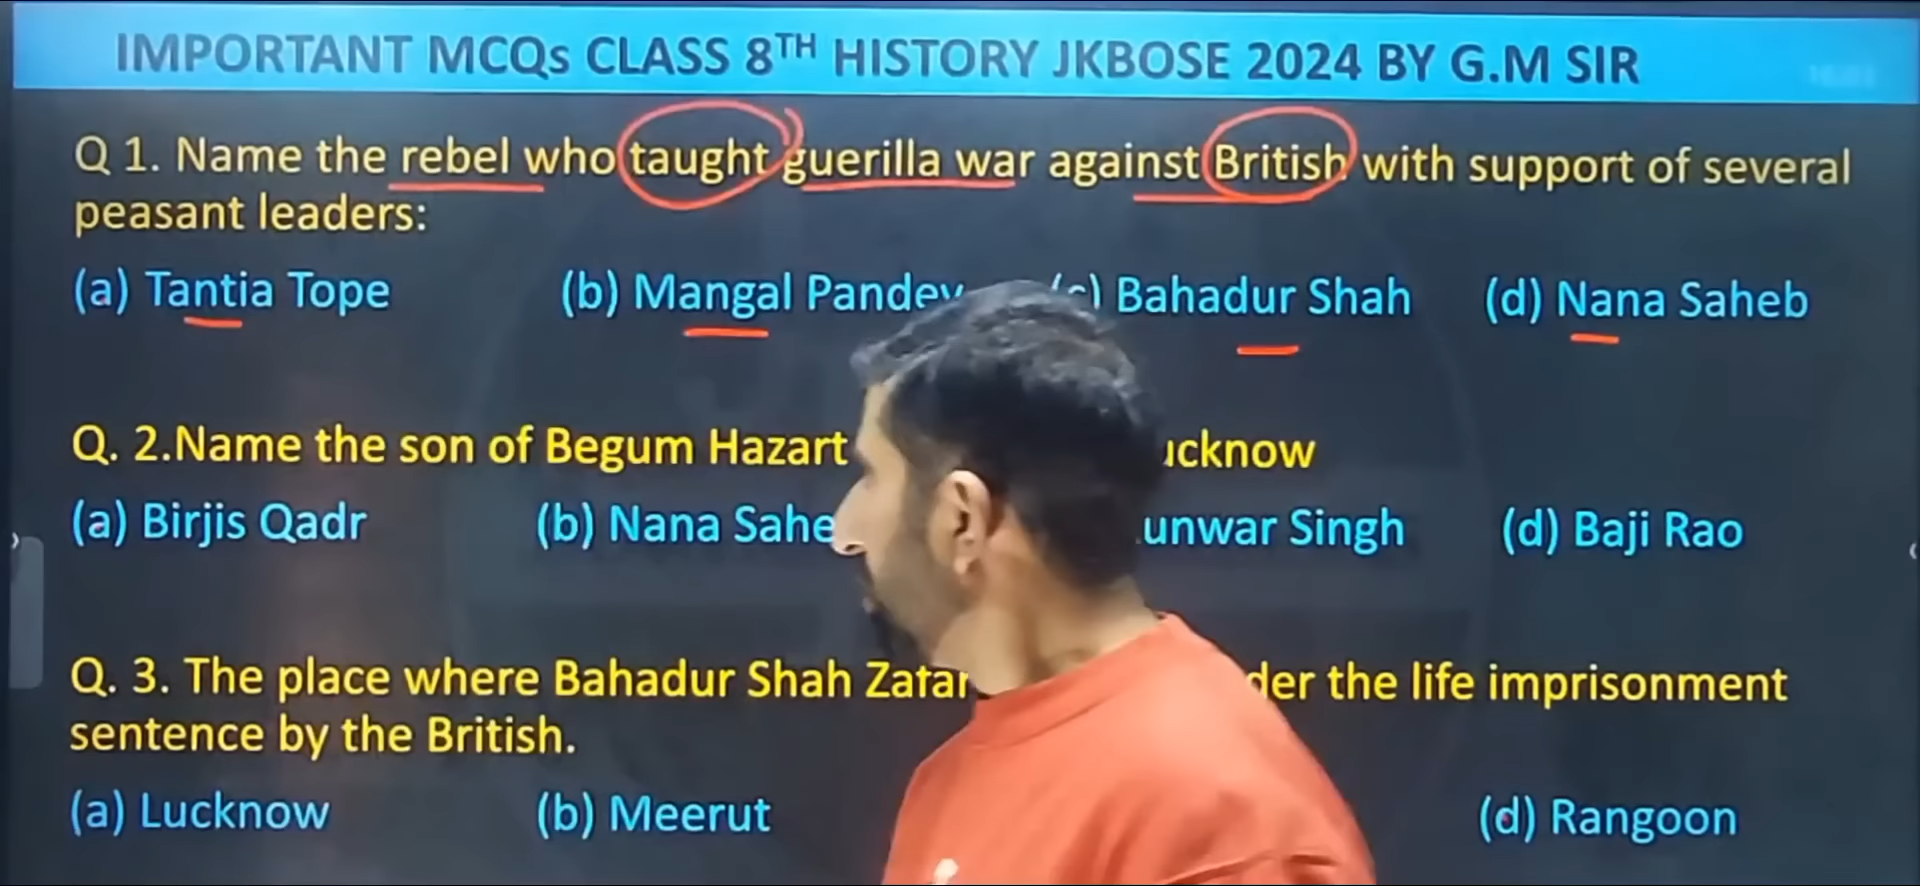 IMPORTANT MCQs CLASS 8TH HISTORY JKBOSE 2024 BY G.M SIR
Q 1. Name the rebel who taught guerilla war against British with support of several
peasant leaders:
(a) Tantia Tope (b) Mangal Pandey Bahadur Shah (d) Nana Saheb
Q. 2.Name the son of Begum Hazart
(a) Birjis Qadr (b) Nana Singh (d) Baji Rao
Q. 3. The place where Bahadur Shah Zafar the life imprisonment
sentence by the British.
(a) Lucknow (b) Meerut (d) Rangoon